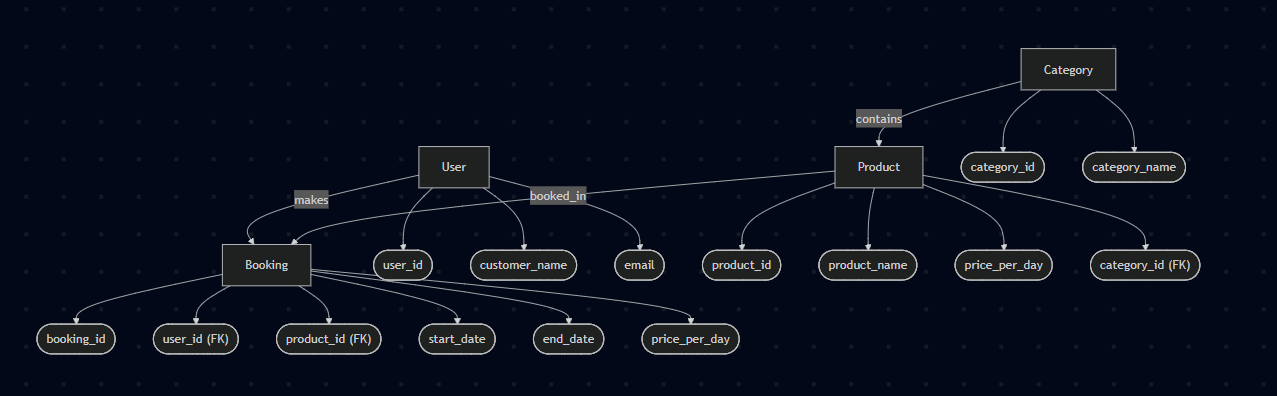 Category
contains
User
Product
category_id
category_name
makes
booked_in
Booking
user_id
customer_name
email
product_id
product_name
price_per_day
category_id (FK)
booking_id
user_id (FK)
product_id (FK)
start_date
end_date
price_per_day